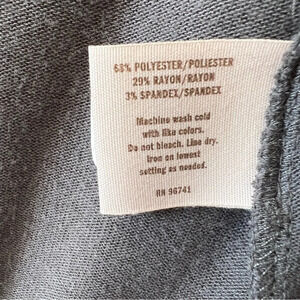 68% POLYESTER/POLIESTER
29% RAYON/RAYON
3% SPANDEX/SPANDEX
Machine wash cold
with like colors.
Do not bleach. Line dry.
Iron on lowest
setting as needed.
RN 96741